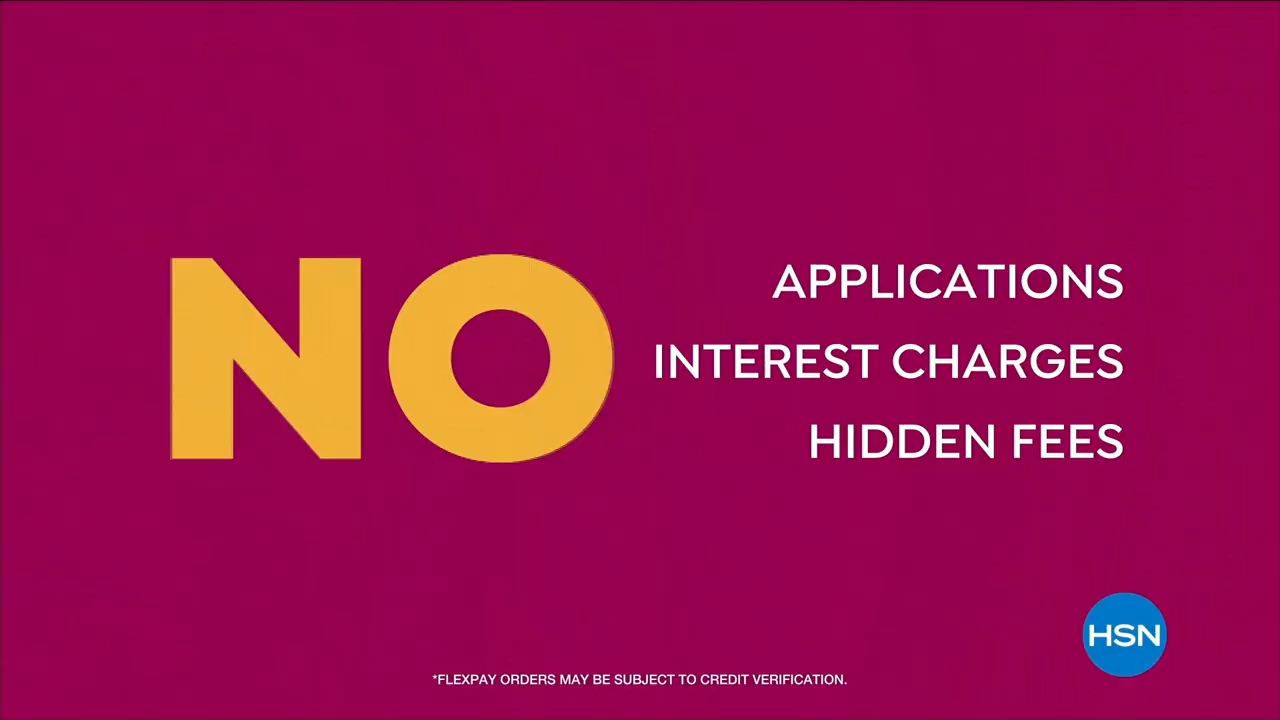 NO
APPLICATIONS
INTEREST CHARGES
HIDDEN FEES
HSN
*FLEXPAY ORDERS MAY BE SUBJECT TO CREDIT VERIFICATION.